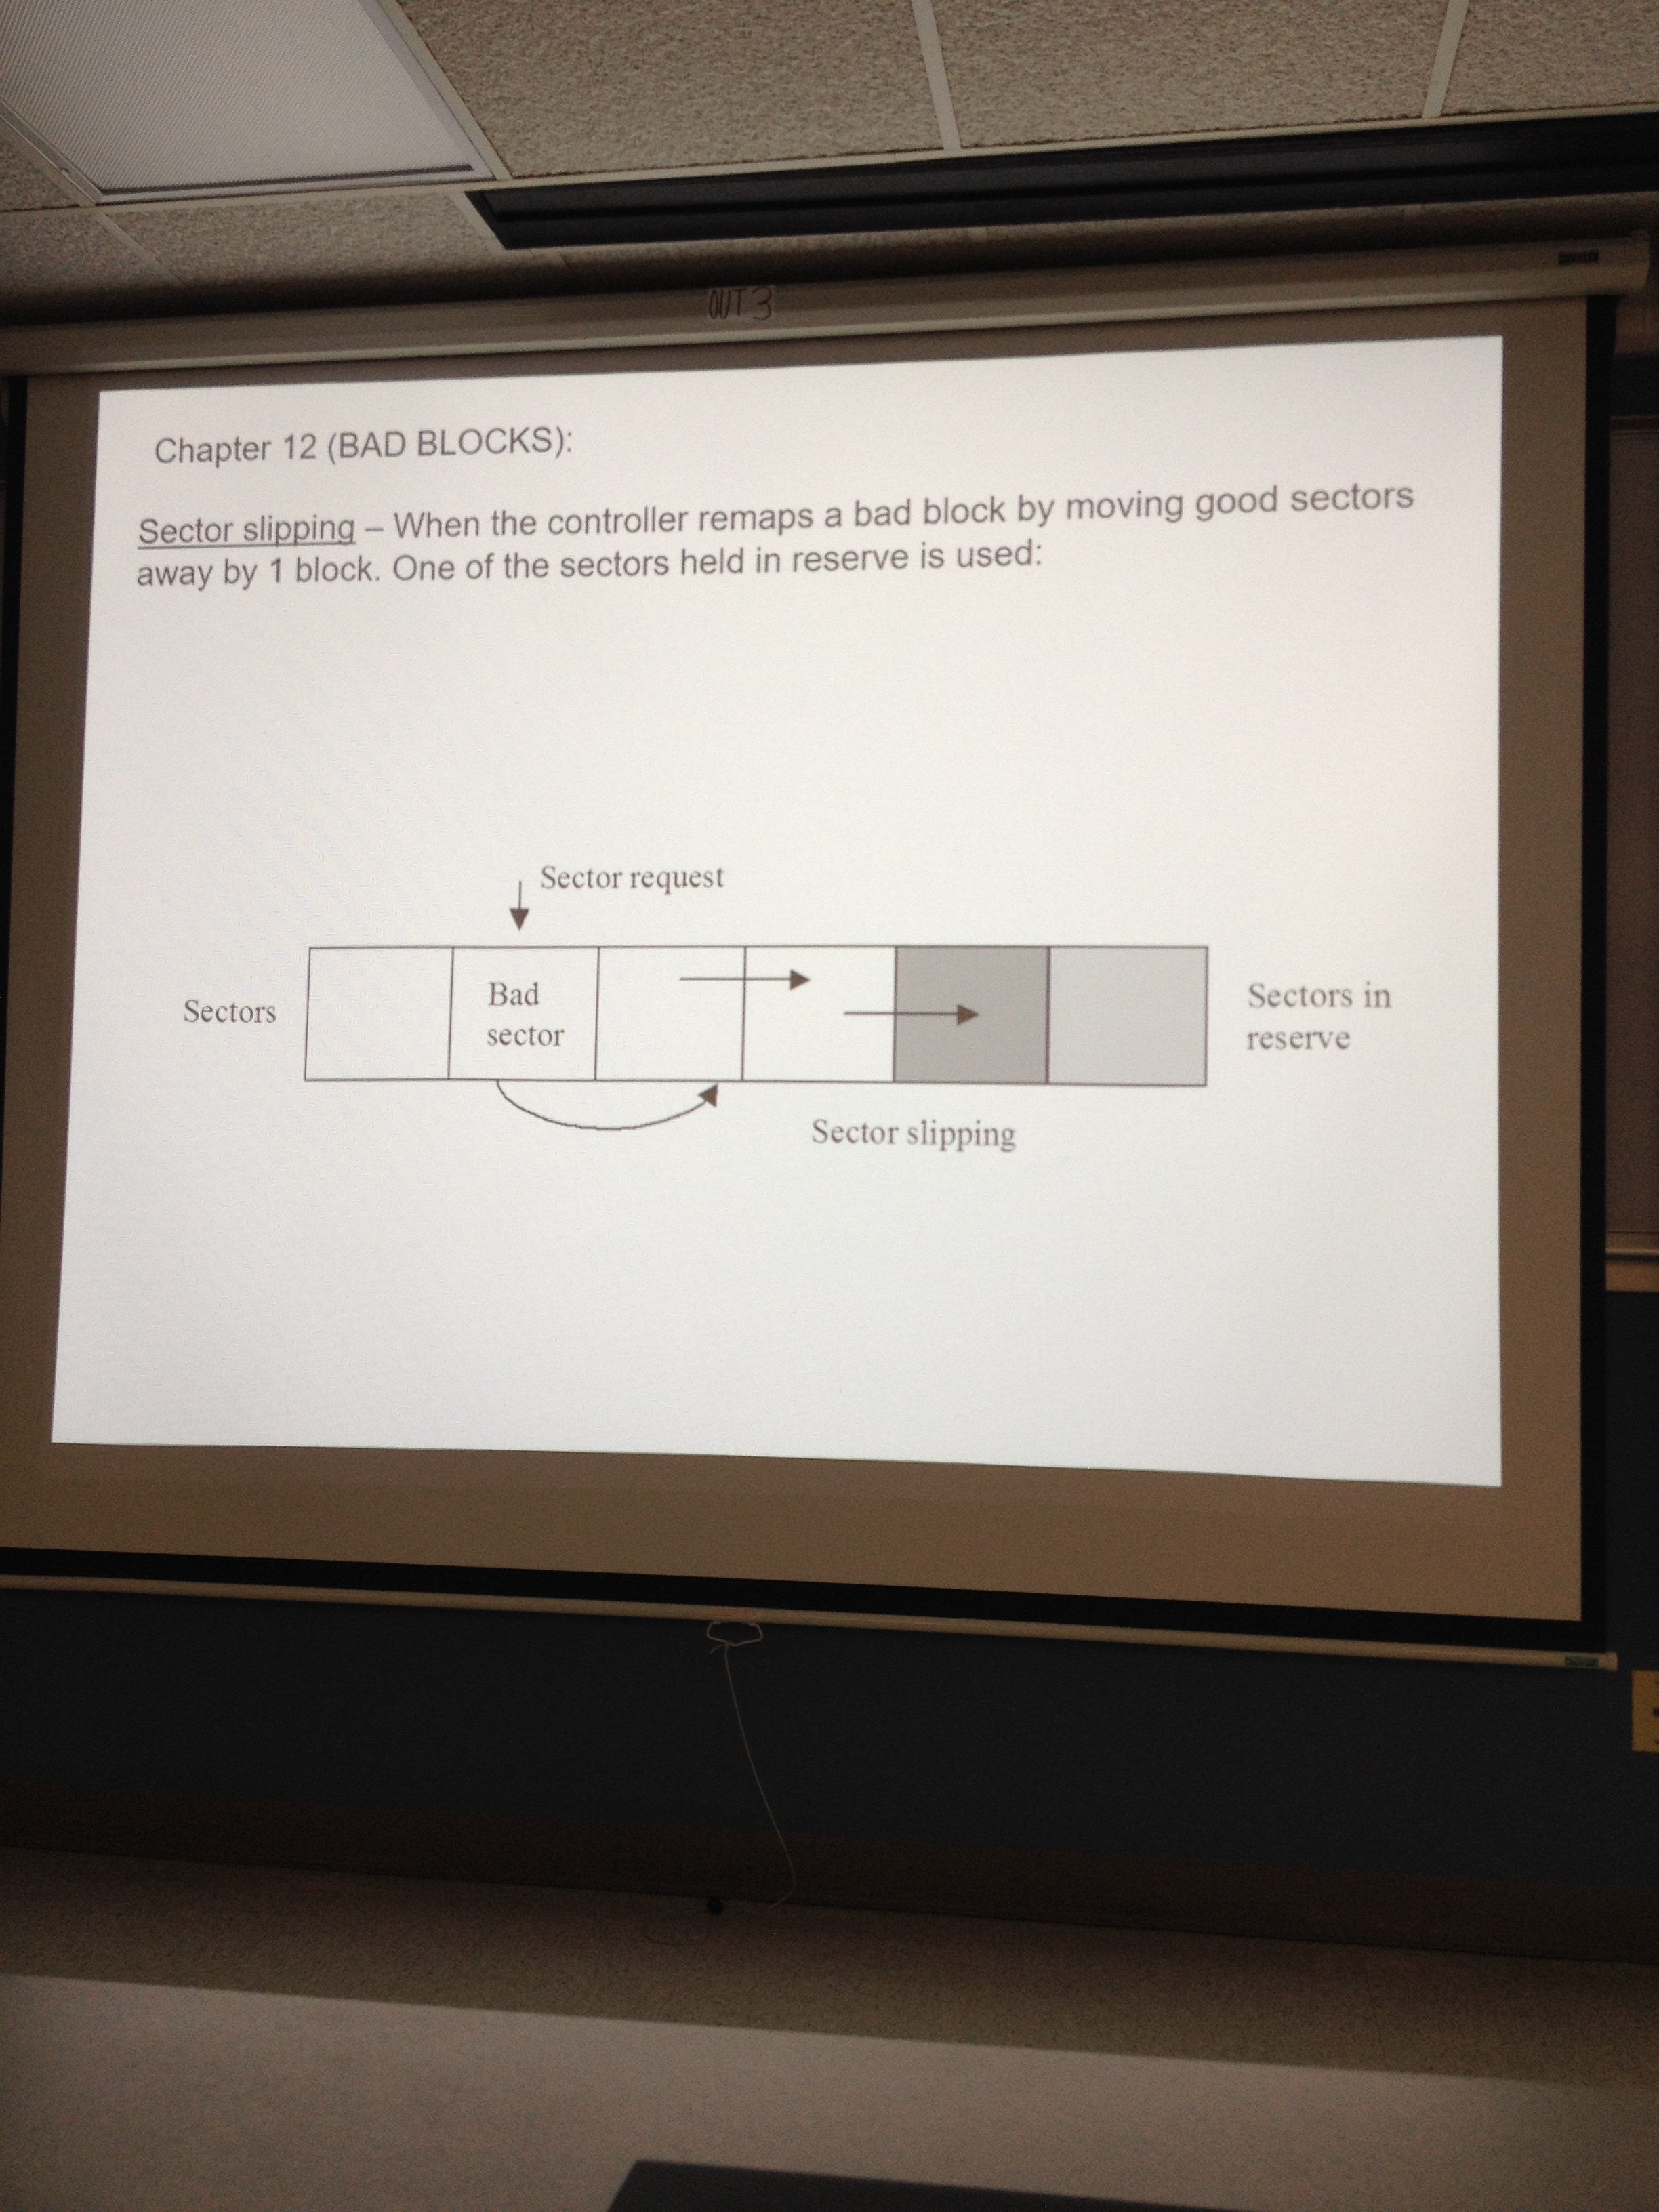 OUT 3
Chapter 12 (BAD BLOCKS):
Sector slipping – When the controller remaps a bad block by moving good sectors
away by 1 block. One of the sectors held in reserve is used:
Sector request
Sectors
Bad
sector
Sectors in
reserve
Sector slipping